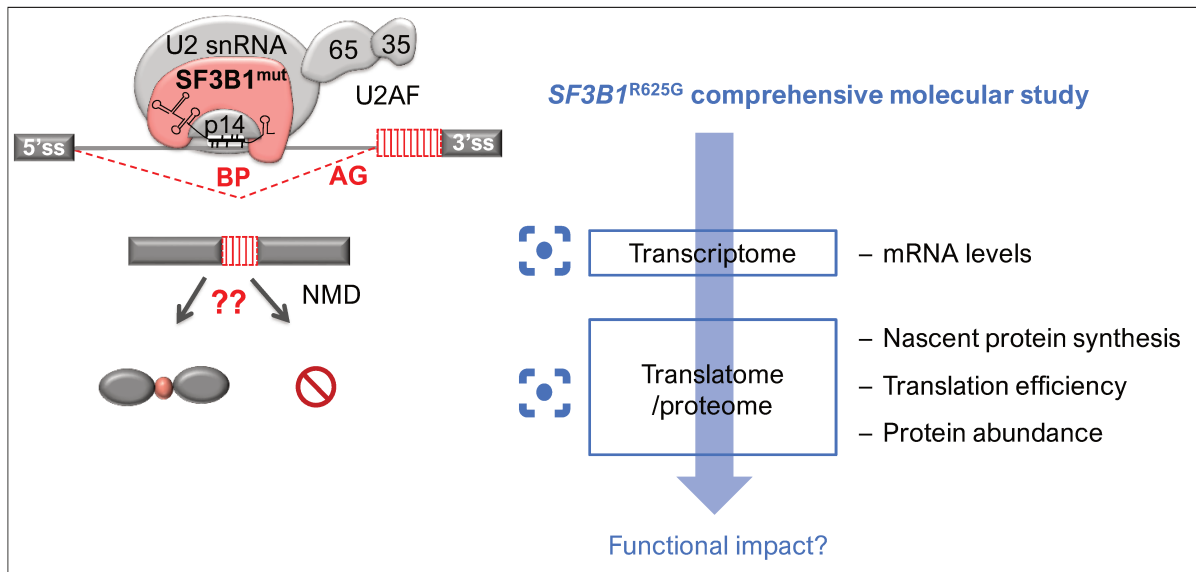 U2 snRNA
SF3B1mut
p14
65
35
U2AF
5'ss
3'ss
BP
AG
??
NMD
SF3B1R625G comprehensive molecular study
Transcriptome
– mRNA levels
Translatome
/proteome
– Nascent protein synthesis
– Translation efficiency
– Protein abundance
Functional impact?